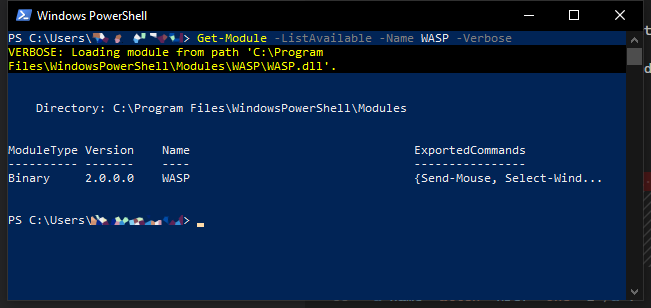 Windows PowerShell
PS C:\Users\> Get-Module -ListAvailable -Name WASP -Verbose
VERBOSE: Loading module from path 'C:\Program
Files\WindowsPowerShell\Modules\WASP\WASP.dll'.
Directory: C:\Program Files\WindowsPowerShell\Modules
ModuleType Version Name ExportedCommands
---------- ------- ---- ----------------
Binary 2.0.0.0 WASP {Send-Mouse, Select-Wind...
PS C:\Users\>